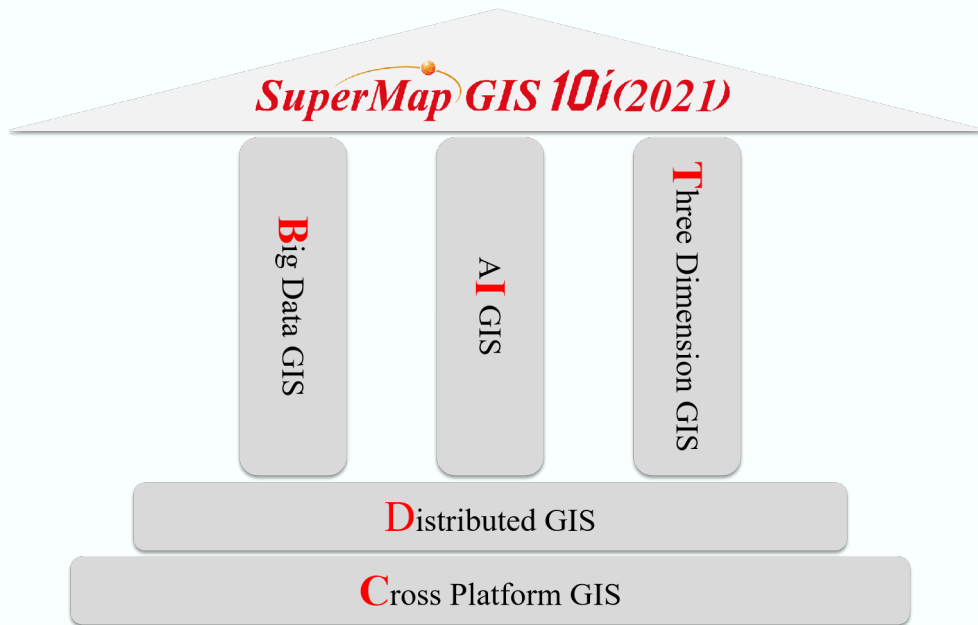 SuperMap GIS 10i(2021)
Big Data GIS
AI GIS
Three Dimension GIS
Distributed GIS
Cross Platform GIS